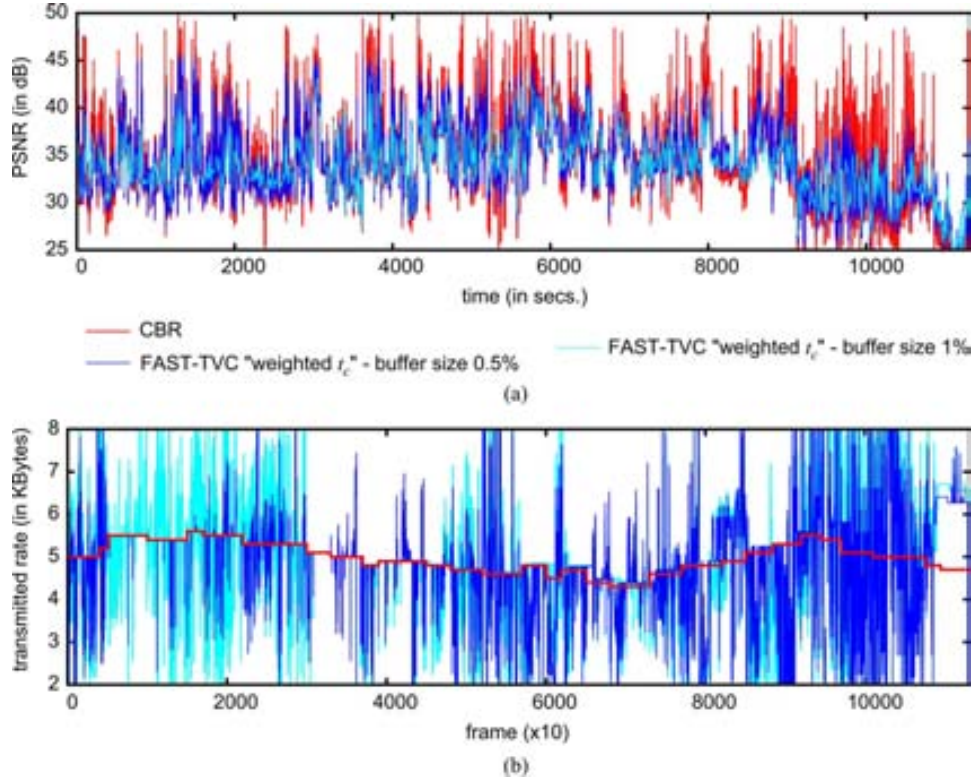 50
45
40
35
30
25
PSNR (in dB)
0 2000 4000 6000 8000 10000
time (in secs.)
CBR
FAST-TVC "weighted t_c" - buffer size 0.5%
FAST-TVC "weighted t_c" - buffer size 1%
(a)
8
7
6
5
4
3
2
transmitted rate (in KBytes)
0 2000 4000 6000 8000 10000
frame (x10)
(b)